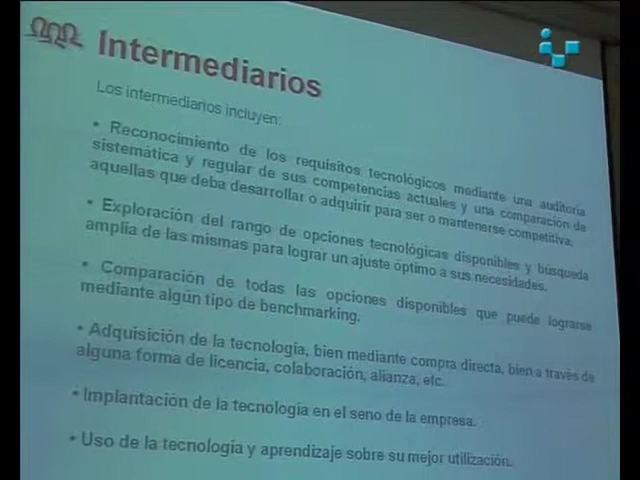 Intermediarios
Los intermediarios incluyen:
• Reconocimiento de los requisitos tecnológicos mediante una auditoria
sistemática y regular de sus competencias actuales y una comparación de
aquellas que deba desarrollar o adquirir para ser o mantenerse competitiva.
• Exploración del rango de opciones tecnológicas disponibles y búsqueda
amplia de las mismas para lograr un ajuste óptimo a sus necesidades.
• Comparación de todas las opciones disponibles que puede lograrse
mediante algún tipo de benchmarking.
• Adquisición de la tecnología, bien mediante compra directa, bien a través de
alguna forma de licencia, colaboración, alianza, etc.
• Implantación de la tecnología en el seno de la empresa.
• Uso de la tecnología y aprendizaje sobre su mejor utilización.